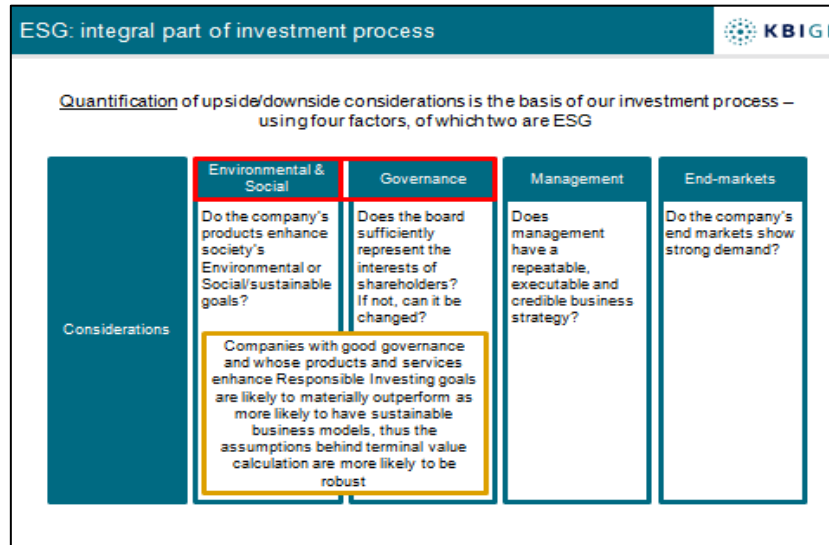 ESG: integral part of investment process
KBIGI
Quantification of upside/downside considerations is the basis of our investment process –
using four factors, of which two are ESG
Environmental &
Social
Governance
Management
End-markets
Considerations
Do the company's
products enhance
society's
Environmental or
Social/sustainable
goals?
Does the board
sufficiently
represent the
interests of
shareholders?
If not, can it be
changed?
Does
management
have a
repeatable,
executable and
credible business
strategy?
Do the company's
end markets show
strong demand?
Companies with good governance
and whose products and services
enhance Responsible Investing goals
are likely to materially outperform as
more likely to have sustainable
business models, thus the
assumptions behind terminal value
calculation are more likely to be
robust